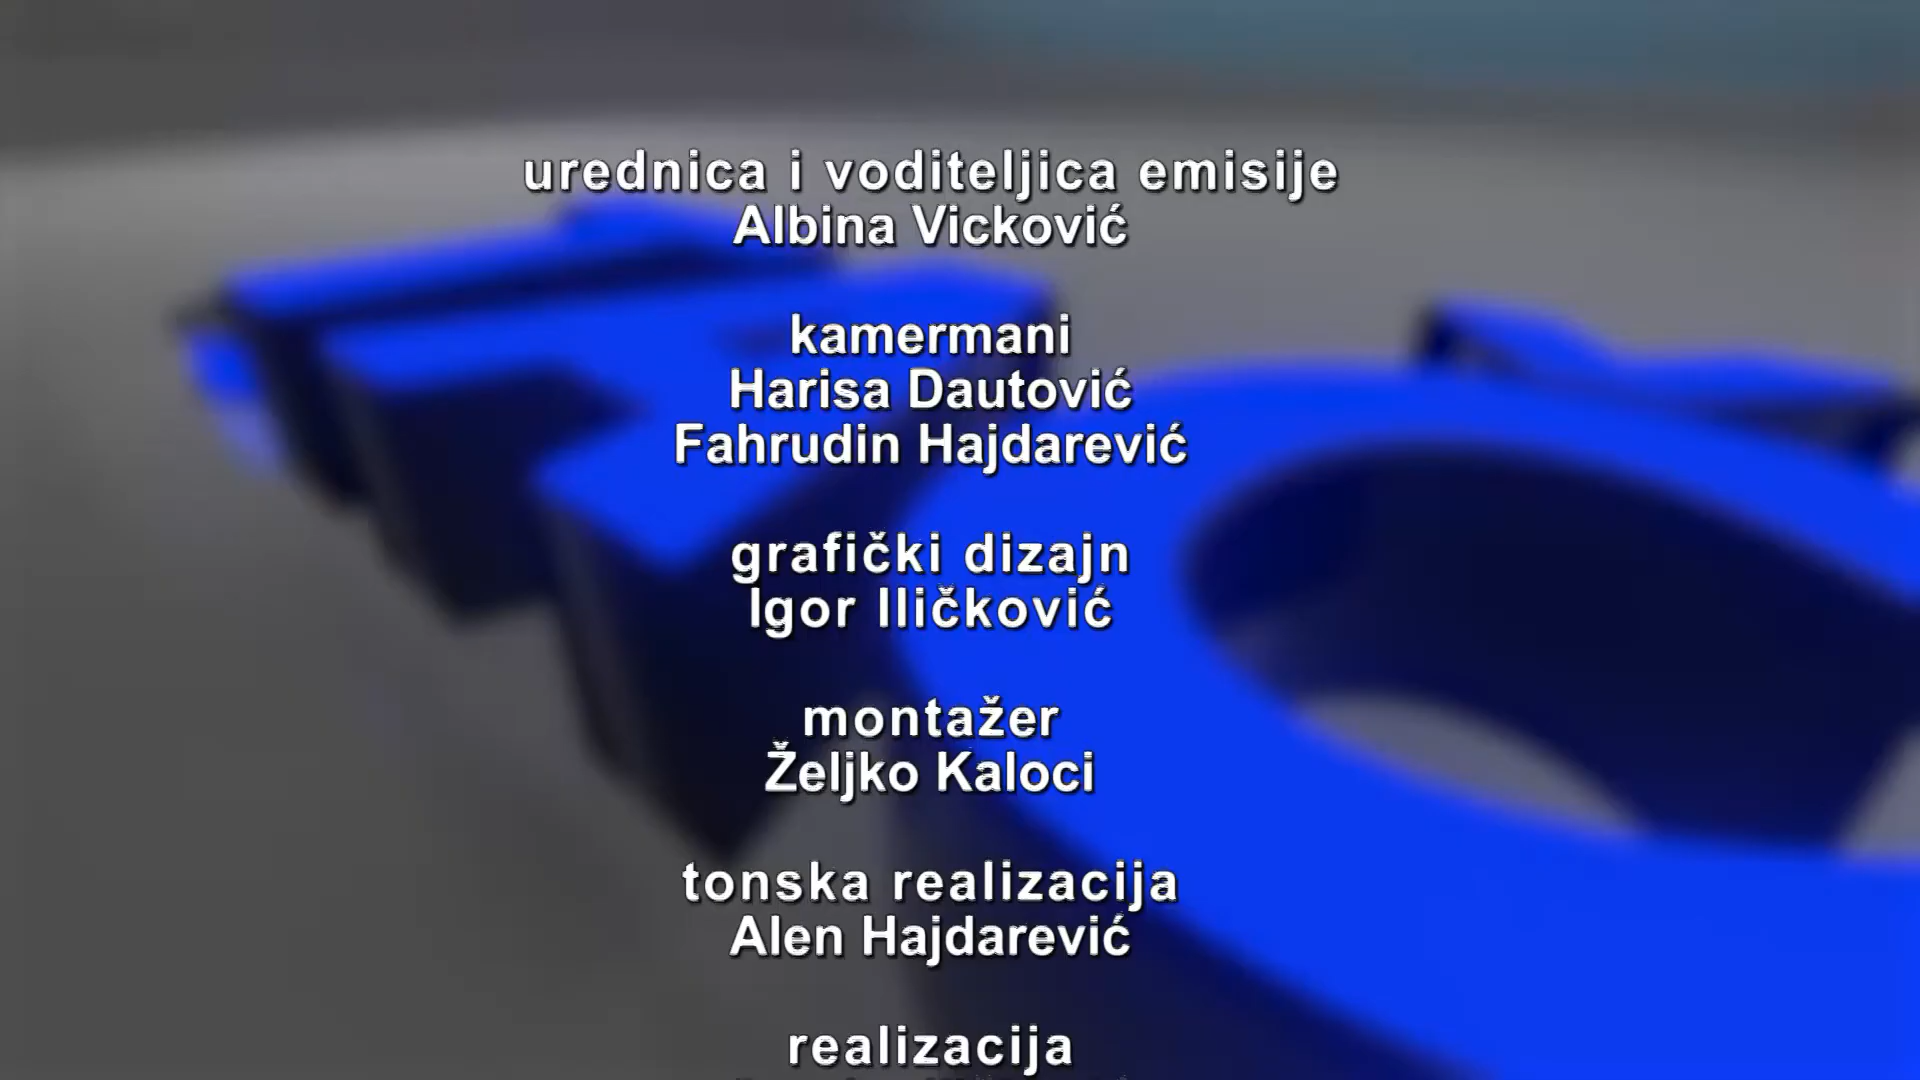 urednica i voditeljica emisije
Albina Vicković
kamermani
Harisa Dautović
Fahrudin Hajdarević
grafički dizajn
Igor Iličković
montažer
Željko Kaloci
tonska realizacija
Alen Hajdarević
realizacija